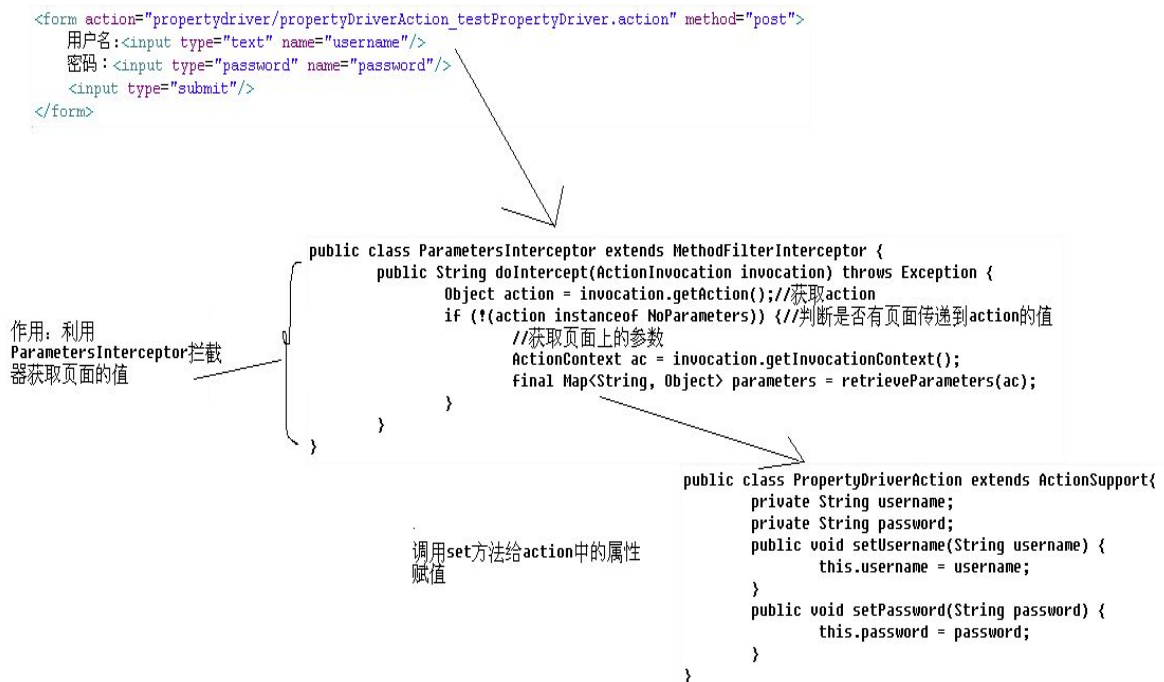 <form action="propertydriver/propertyDriverAction_testPropertyDriver.action" method="post">
用户名:<input type="text" name="username"/>
密码：<input type="password" name="password"/>
<input type="submit"/>
</form>
public class ParametersInterceptor extends MethodFilterInterceptor {
public String doIntercept(ActionInvocation invocation) throws Exception {
Object action = invocation.getAction();//获取action
if (!(action instanceof NoParameters)) {//判断是否有页面传递到action的值
//获取页面上的参数
ActionContext ac = invocation.getInvocationContext();
final Map<String, Object> parameters = retrieveParameters(ac);
}
}
}
作用：利用
ParametersInterceptor拦截
器获取页面的值
public class PropertyDriverAction extends ActionSupport{
private String username;
private String password;
public void setUsername(String username) {
this.username = username;
}
public void setPassword(String password) {
this.password = password;
}
}
调用set方法给action中的属性
赋值